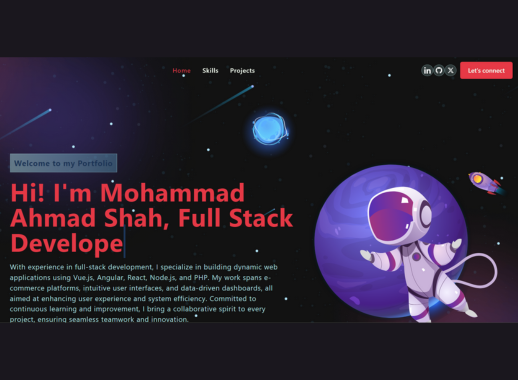 Home Skills Projects
Let's connect
Welcome to my Portfolio
Hi! I'm Mohammad
Ahmad Shah, Full Stack
Develope
With experience in full-stack development, I specialize in building dynamic web
applications using Vue.js, Angular, React, Node.js, and PHP. My work spans e-
commerce platforms, intuitive user interfaces, and data-driven dashboards, all
aimed at enhancing user experience and system efficiency. Committed to
continuous learning and improvement, I bring a collaborative spirit to every
project, ensuring seamless teamwork and innovation.